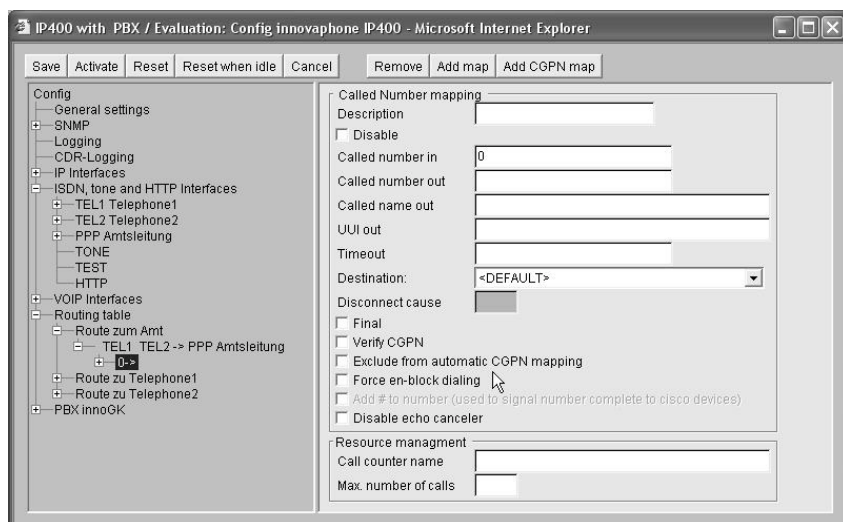 IP400 with PBX / Evaluation: Config innovaphone IP400 - Microsoft Internet Explorer
Save Activate Reset Reset when idle Cancel Remove Add map Add CGPN map
Config
General settings
SNMP
Logging
CDR-Logging
IP Interfaces
ISDN, tone and HTTP Interfaces
TEL1 Telephone1
TEL2 Telephone2
PPP Amtsleitung
TONE
TEST
HTTP
VOIP Interfaces
Routing table
Route zum Amt
TEL1 TEL2 -> PPP Amtsleitung
0->
Route zu Telephone1
Route zu Telephone2
PBX innoGK
Called Number mapping
Description
Disable
Called number in 0
Called number out
Called name out
UUI out
Timeout
Destination: <DEFAULT>
Disconnect cause
Final
Verify CGPN
Exclude from automatic CGPN mapping
Force en-block dialing
Add # to number (used to signal number complete to cisco devices)
Disable echo canceler
Resource managment
Call counter name
Max. number of calls